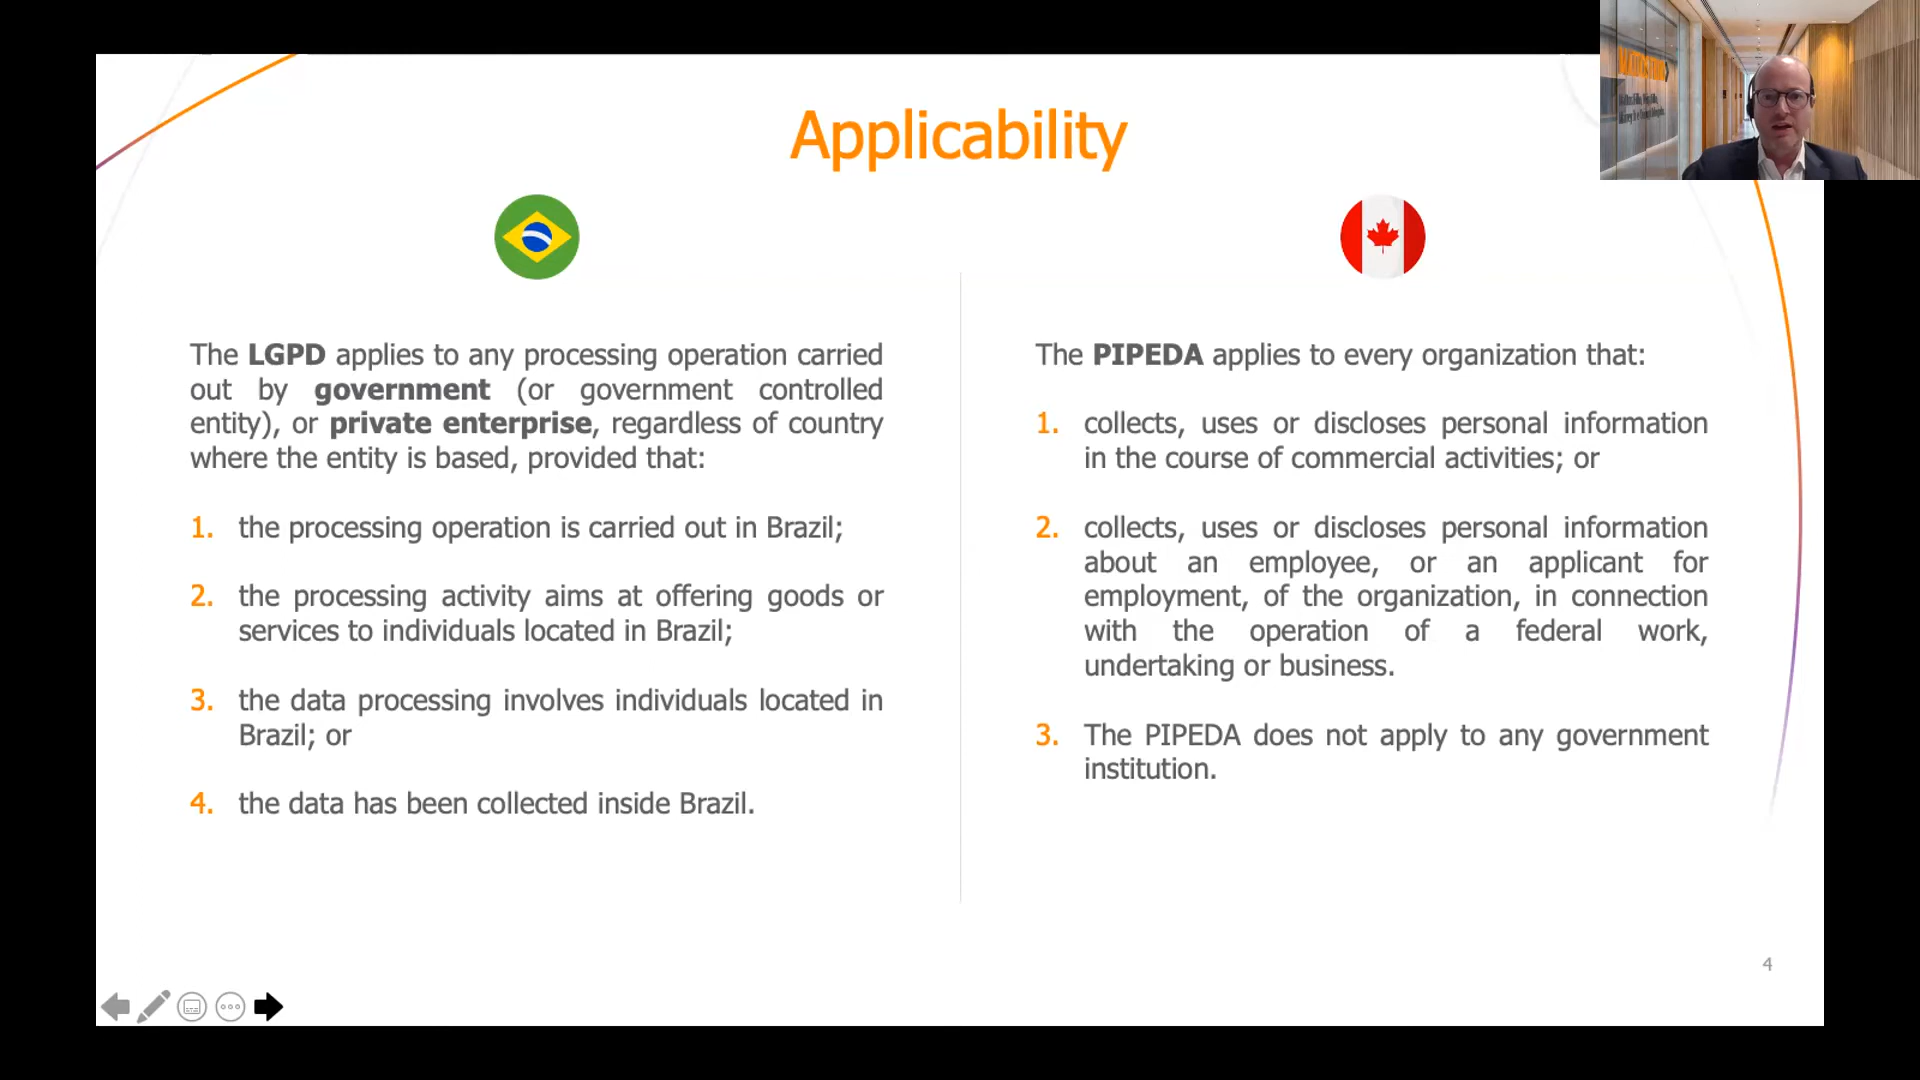 Applicability
The LGPD applies to any processing operation carried
out by government (or government controlled
entity), or private enterprise, regardless of country
where the entity is based, provided that:
1. the processing operation is carried out in Brazil;
2. the processing activity aims at offering goods or
services to individuals located in Brazil;
3. the data processing involves individuals located in
Brazil; or
4. the data has been collected inside Brazil.
The PIPEDA applies to every organization that:
1. collects, uses or discloses personal information
in the course of commercial activities; or
2. collects, uses or discloses personal information
about an employee, or an applicant for
employment, of the organization, in connection
with the operation of a federal work,
undertaking or business.
3. The PIPEDA does not apply to any government
institution.
4